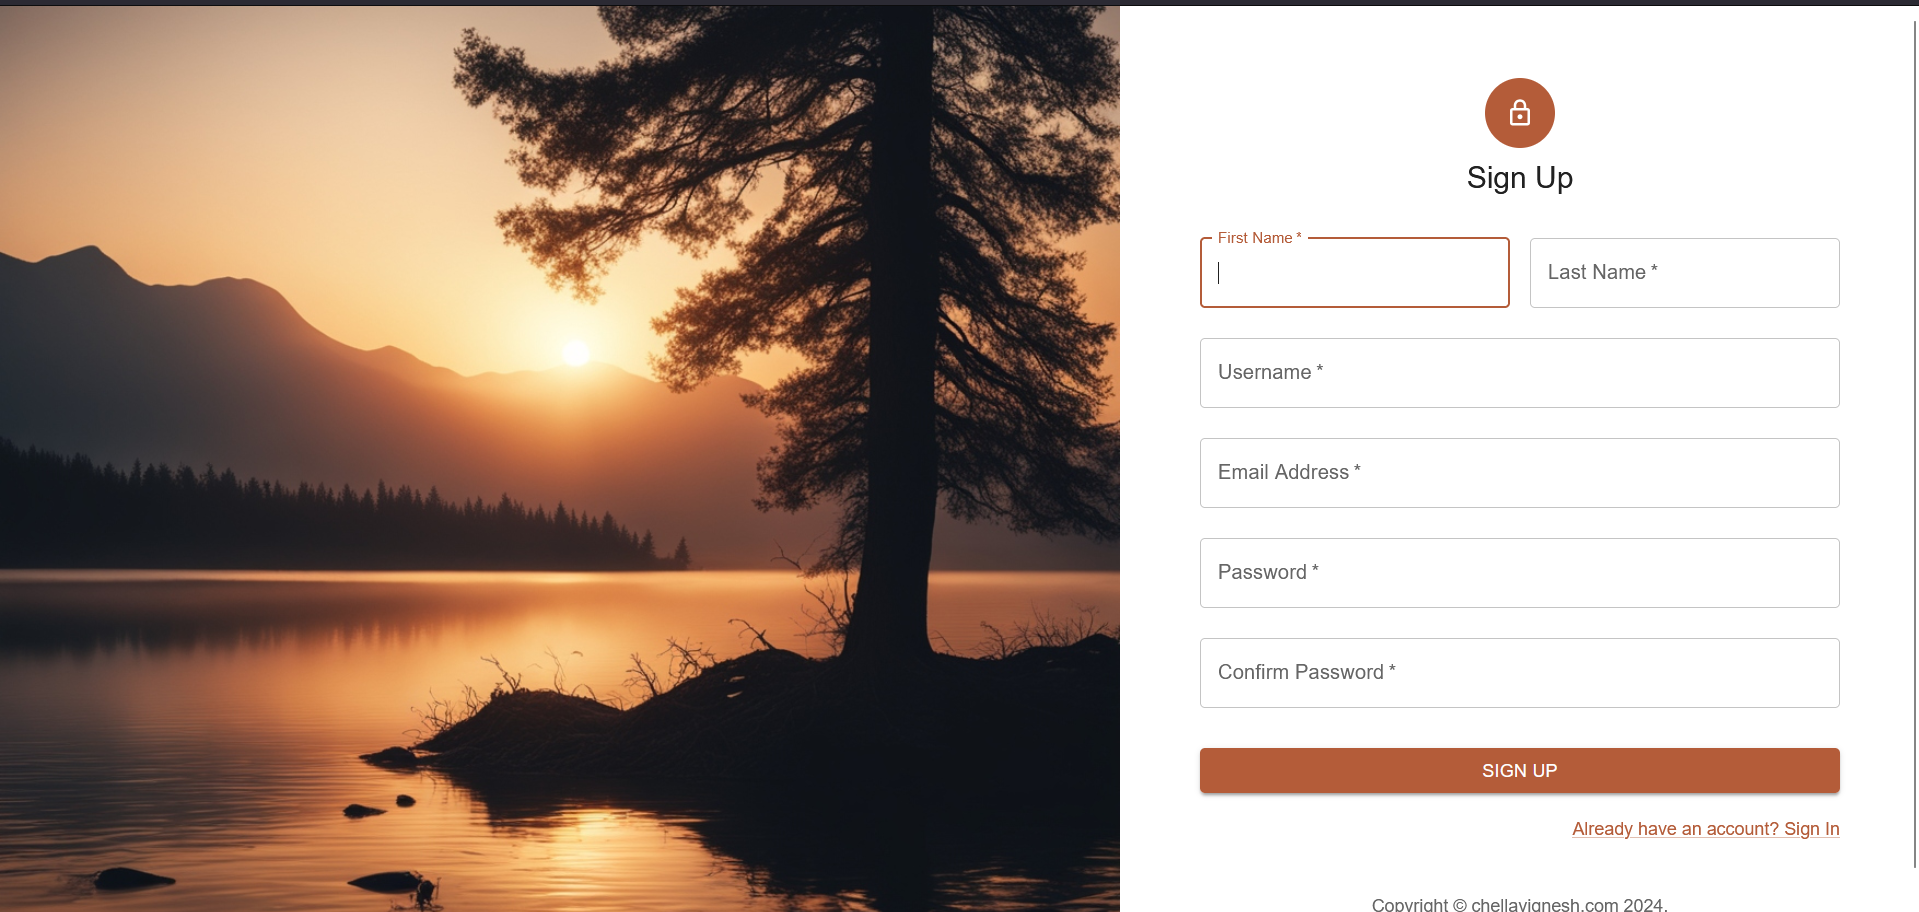 Sign Up
First Name *
Last Name *
Username *
Email Address *
Password *
Confirm Password *
SIGN UP
Already have an account? Sign In
Copyright © chellavignesh.com 2024.